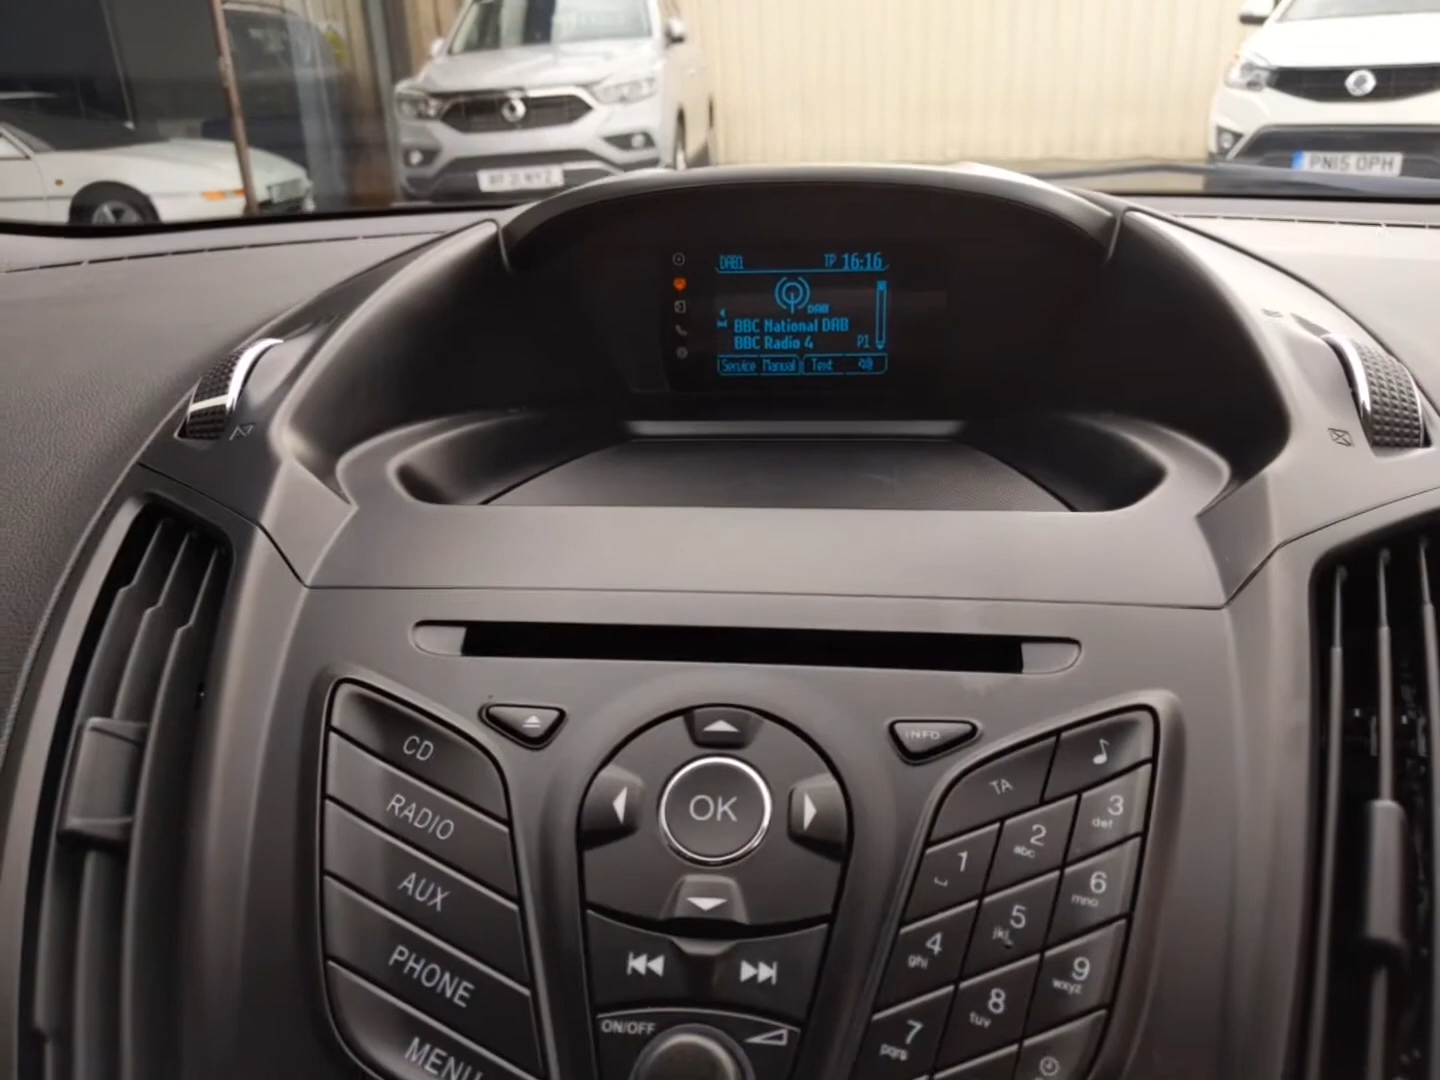 PN15 OPH
DAB1 TP 16:16
DAB
BBC National DAB
BBC Radio 4 P1
Service Manual Text
INFO
CD
RADIO
AUX
PHONE
MENU
OK
ON/OFF
TA
1
2 abc
3 def
4 ghi
5 jkl
6 mno
7 pqrs
8 tuv
9 wxyz